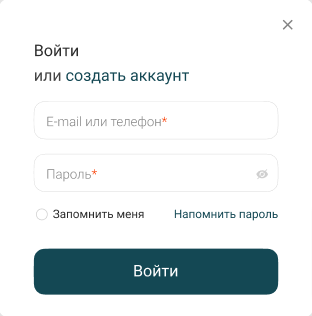 Войти
или создать аккаунт
E-mail или телефон*
Пароль*
Запомнить меня Напомнить пароль
Войти